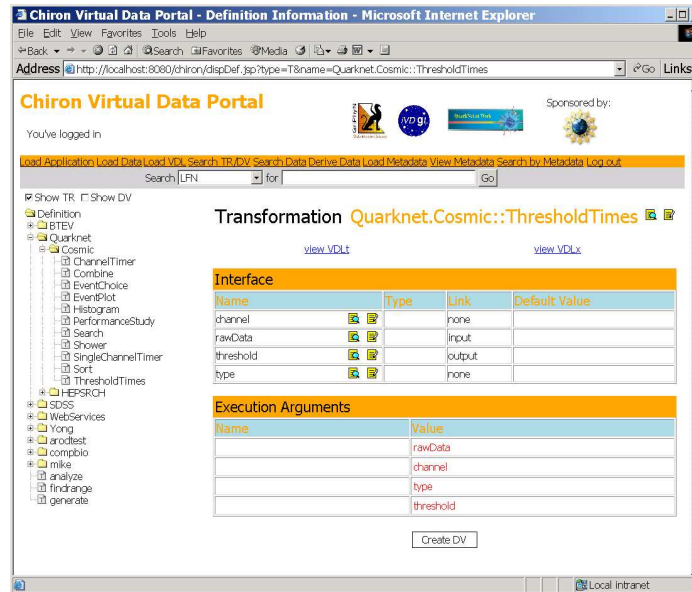 Chiron Virtual Data Portal - Definition Information - Microsoft Internet Explorer
File Edit View Favorites Tools Help
Back Search Favorites Media
Address http://localhost:8080/chiron/dispDef.jsp?type=T&name=Quarknet.Cosmic::ThresholdTimes Go Links
Chiron Virtual Data Portal
Sponsored by:
You've logged in
Load Application Load Data Load VDL Search TR/DV Search Data Derive Data Load Metadata View Metadata Search by Metadata Log out
Search LFN for Go
Show TR Show DV
Definition
BTEV
Quarknet
Cosmic
ChannelTimer
Combine
EventChoice
EventPlot
Histogram
PerformanceStudy
Search
Shower
SingleChannelTimer
Sort
ThresholdTimes
HEPSRCH
SDSS
WebServices
Yong
arodtest
compbio
mike
analyze
findrange
generate
Transformation Quarknet.Cosmic::ThresholdTimes
view VDLt view VDLx
Interface
Name Type Link Default Value
channel none
rawData input
threshold output
type none
Execution Arguments
Name Value
rawData
channel
type
threshold
Create DV
Local intranet